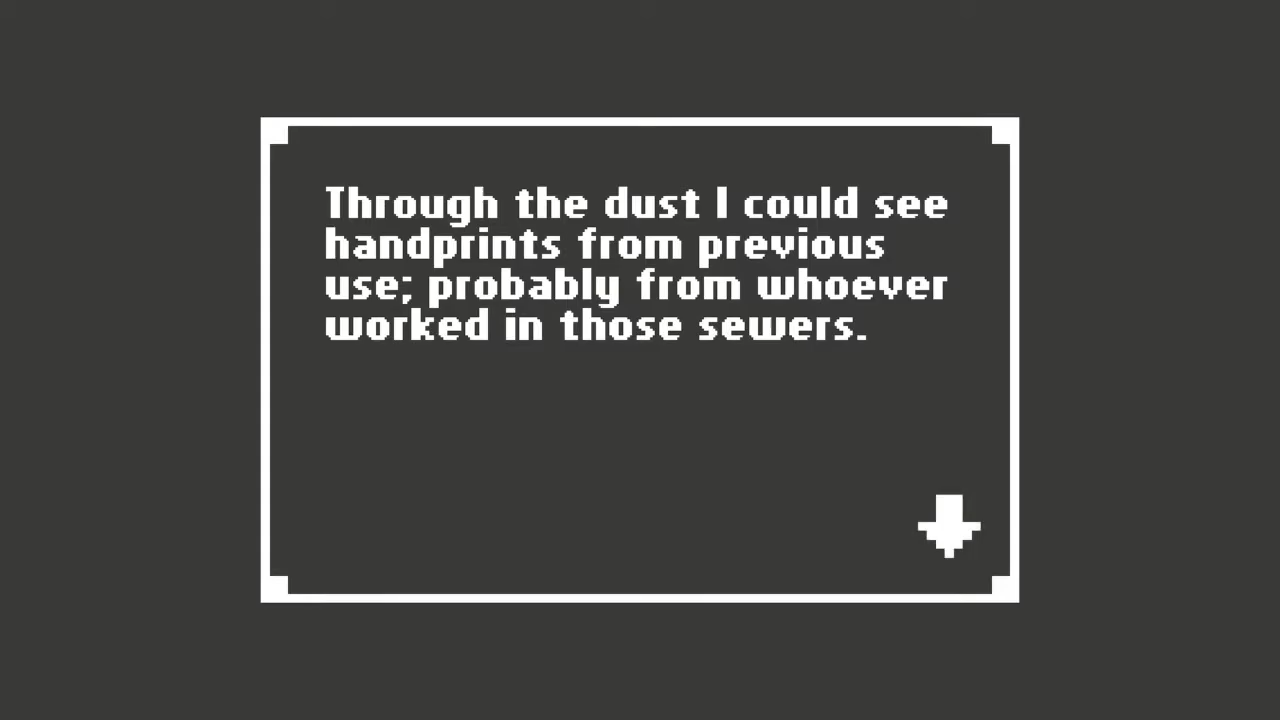 Through the dust I could see
handprints from previous
use; probably from whoever
worked in those sewers.